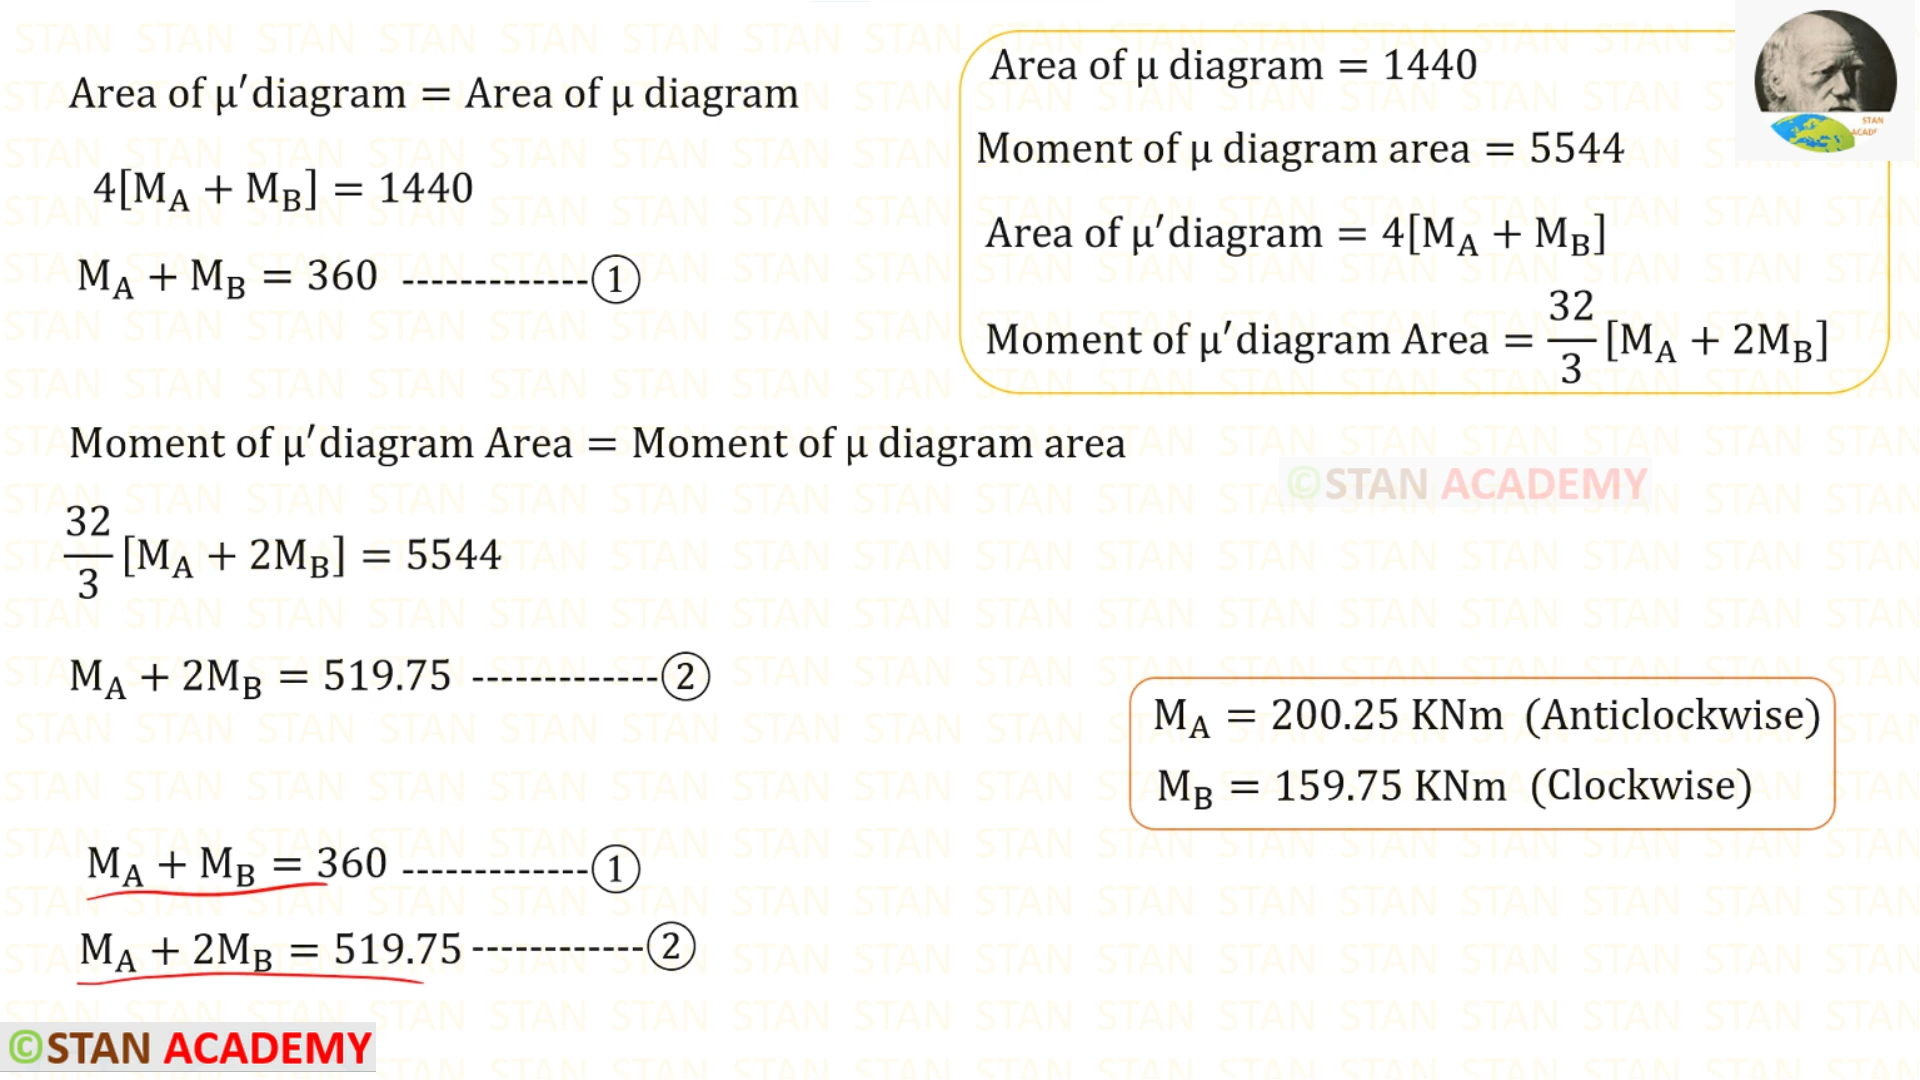 Area of μ′diagram = Area of μ diagram
4[M_A + M_B] = 1440
M_A + M_B = 360 -------------①
Area of μ diagram = 1440
Moment of μ diagram area = 5544
Area of μ′diagram = 4[M_A + M_B]
Moment of μ′diagram Area = 32/3 [M_A + 2M_B]
STAN
ACADE
Moment of μ′diagram Area = Moment of μ diagram area
©STAN ACADEMY
32/3 [M_A + 2M_B] = 5544
M_A + 2M_B = 519.75 -------------②
M_A = 200.25 KNm (Anticlockwise)
M_B = 159.75 KNm (Clockwise)
M_A + M_B = 360 -------------①
M_A + 2M_B = 519.75 ------------②
©STAN ACADEMY